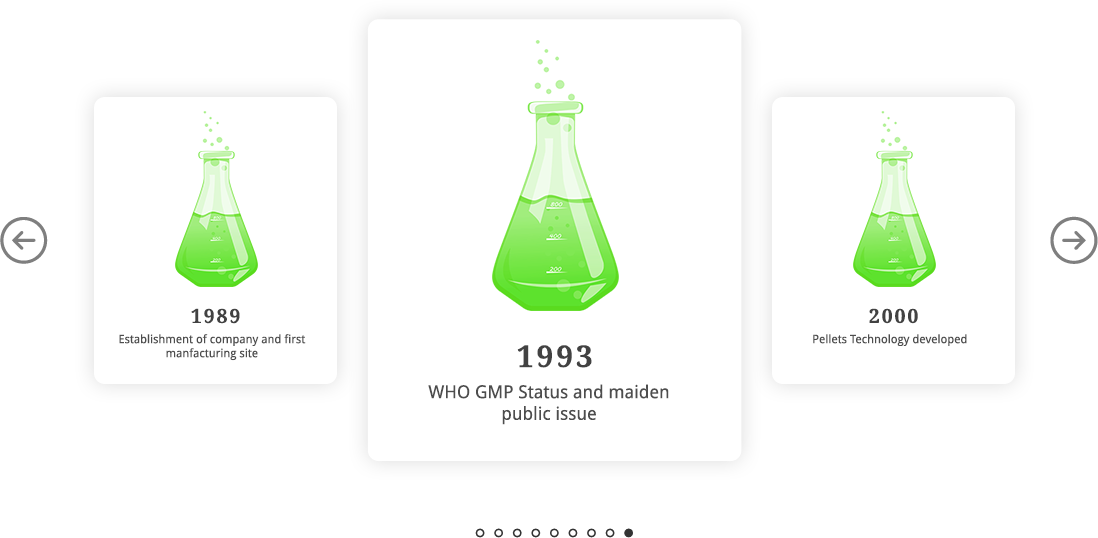 1989
Establishment of company and first
manfacturing site
600
400
200
1993
WHO GMP Status and maiden
public issue
2000
Pellets Technology developed